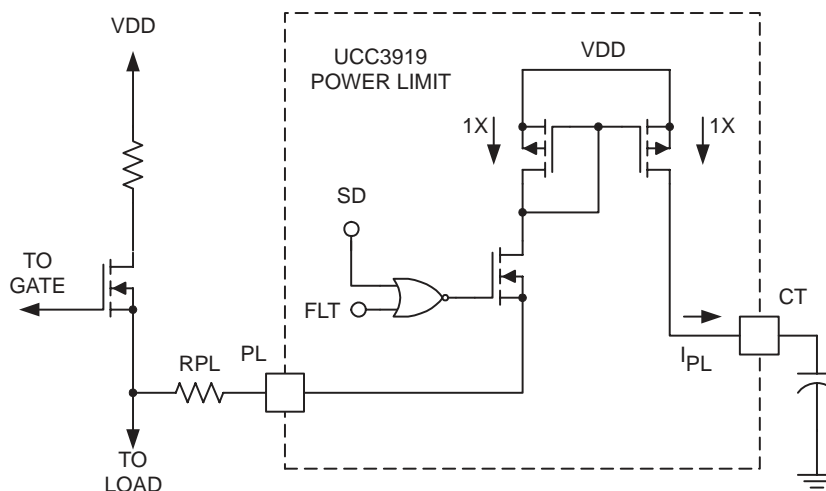 VDD
UCC3919
POWER LIMIT
VDD
1X
1X
SD
TO
GATE
FLT
PL
RPL
CT
IPL
TO
LOAD